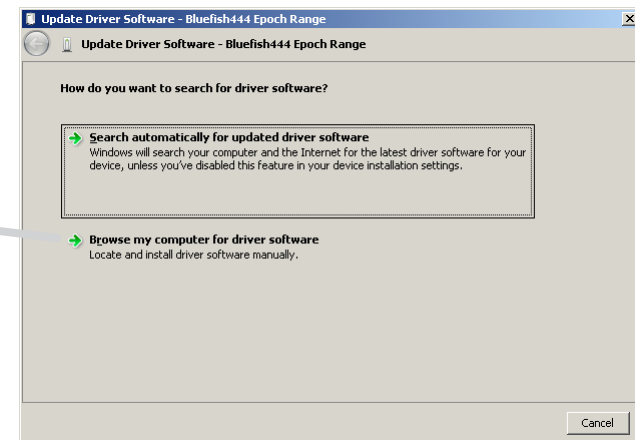 Update Driver Software - Bluefish444 Epoch Range
Update Driver Software - Bluefish444 Epoch Range
How do you want to search for driver software?
Search automatically for updated driver software
Windows will search your computer and the Internet for the latest driver software for your
device, unless you've disabled this feature in your device installation settings.
Browse my computer for driver software
Locate and install driver software manually.
Cancel